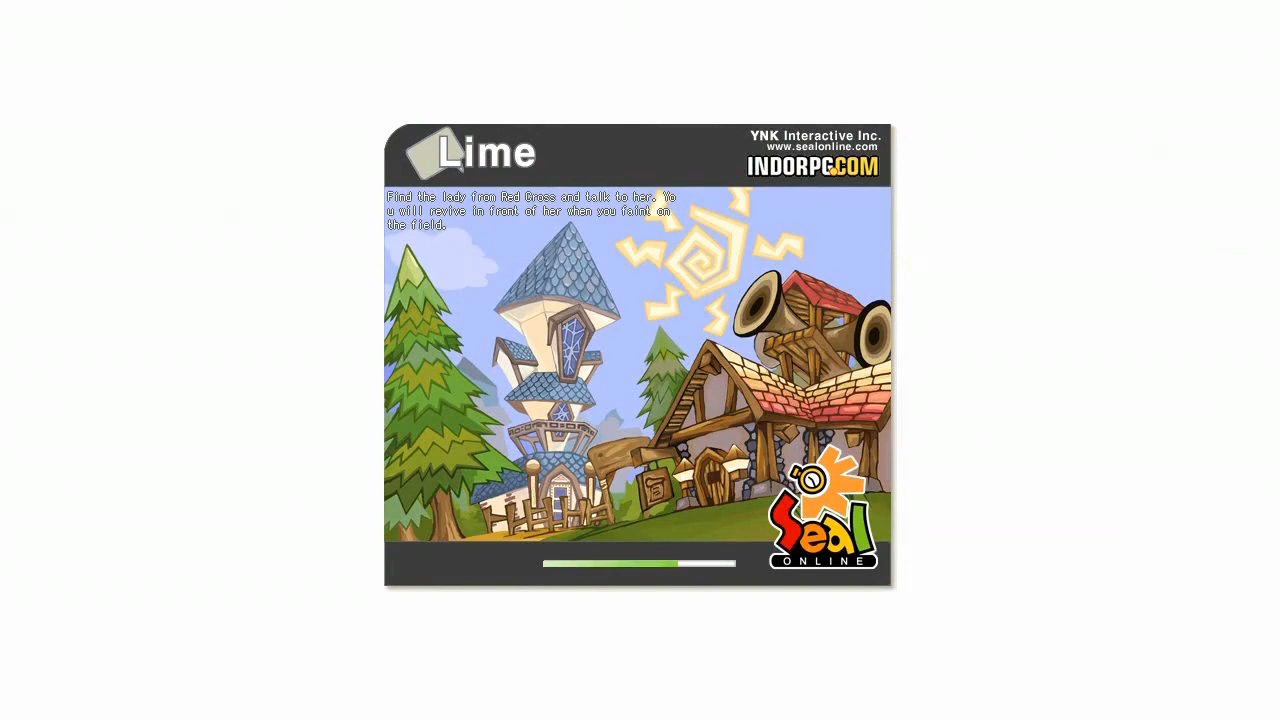 Lime
YNK Interactive Inc.
www.sealonline.com
INDORPG.COM
Find the lady from Red Cross and talk to her. Yo
u will revive in front of her when you faint on
the field.
Seal
ONLINE